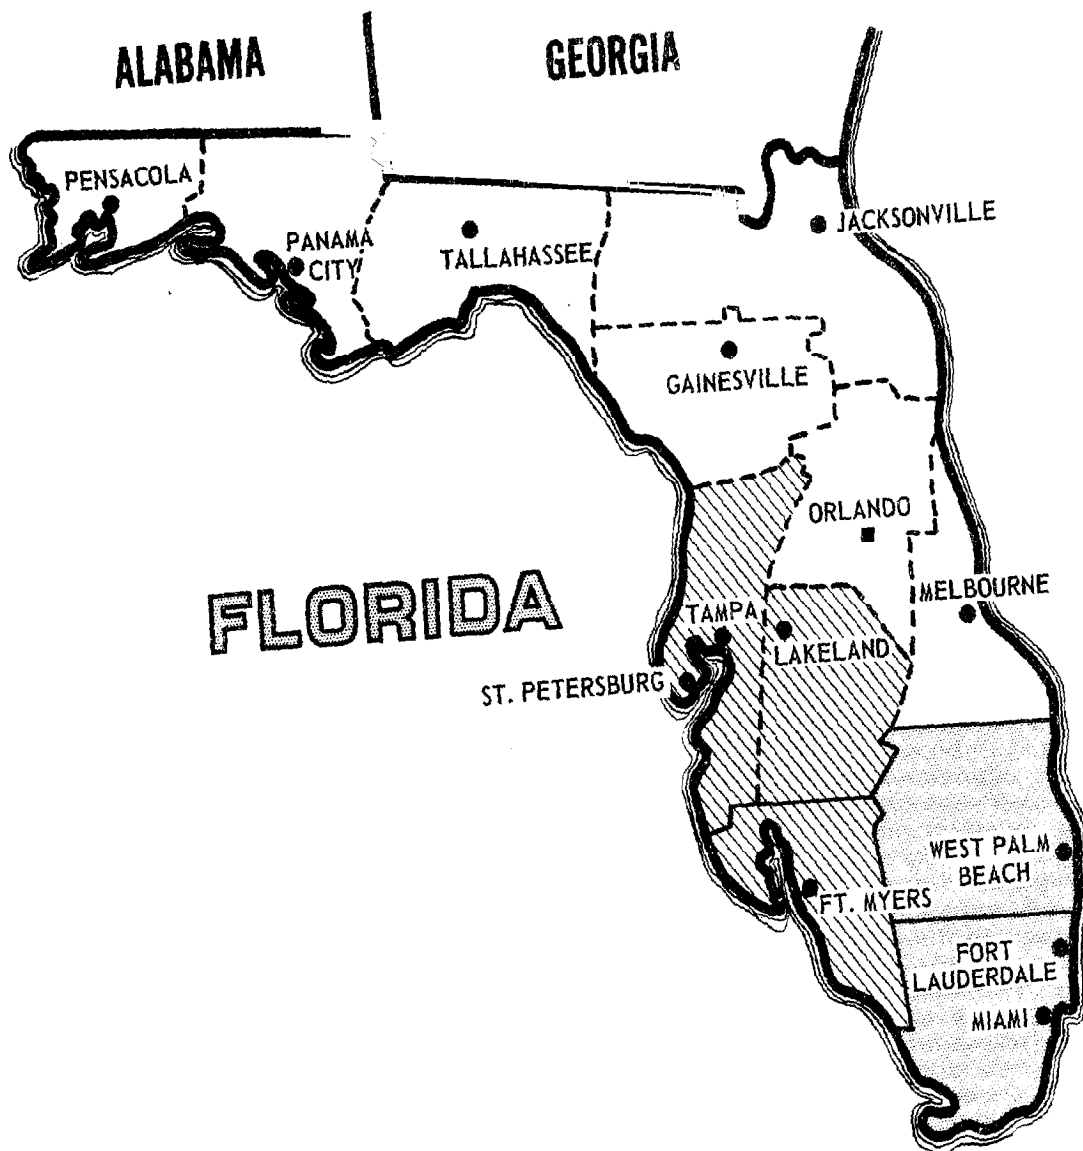 ALABAMA
GEORGIA
PENSACOLA
JACKSONVILLE
PANAMA
CITY
TALLAHASSEE
GAINESVILLE
ORLANDO
FLORIDA
MELBOURNE
TAMPA
LAKELAND
ST. PETERSBURG
WEST PALM
BEACH
FT. MYERS
FORT
LAUDERDALE
MIAMI